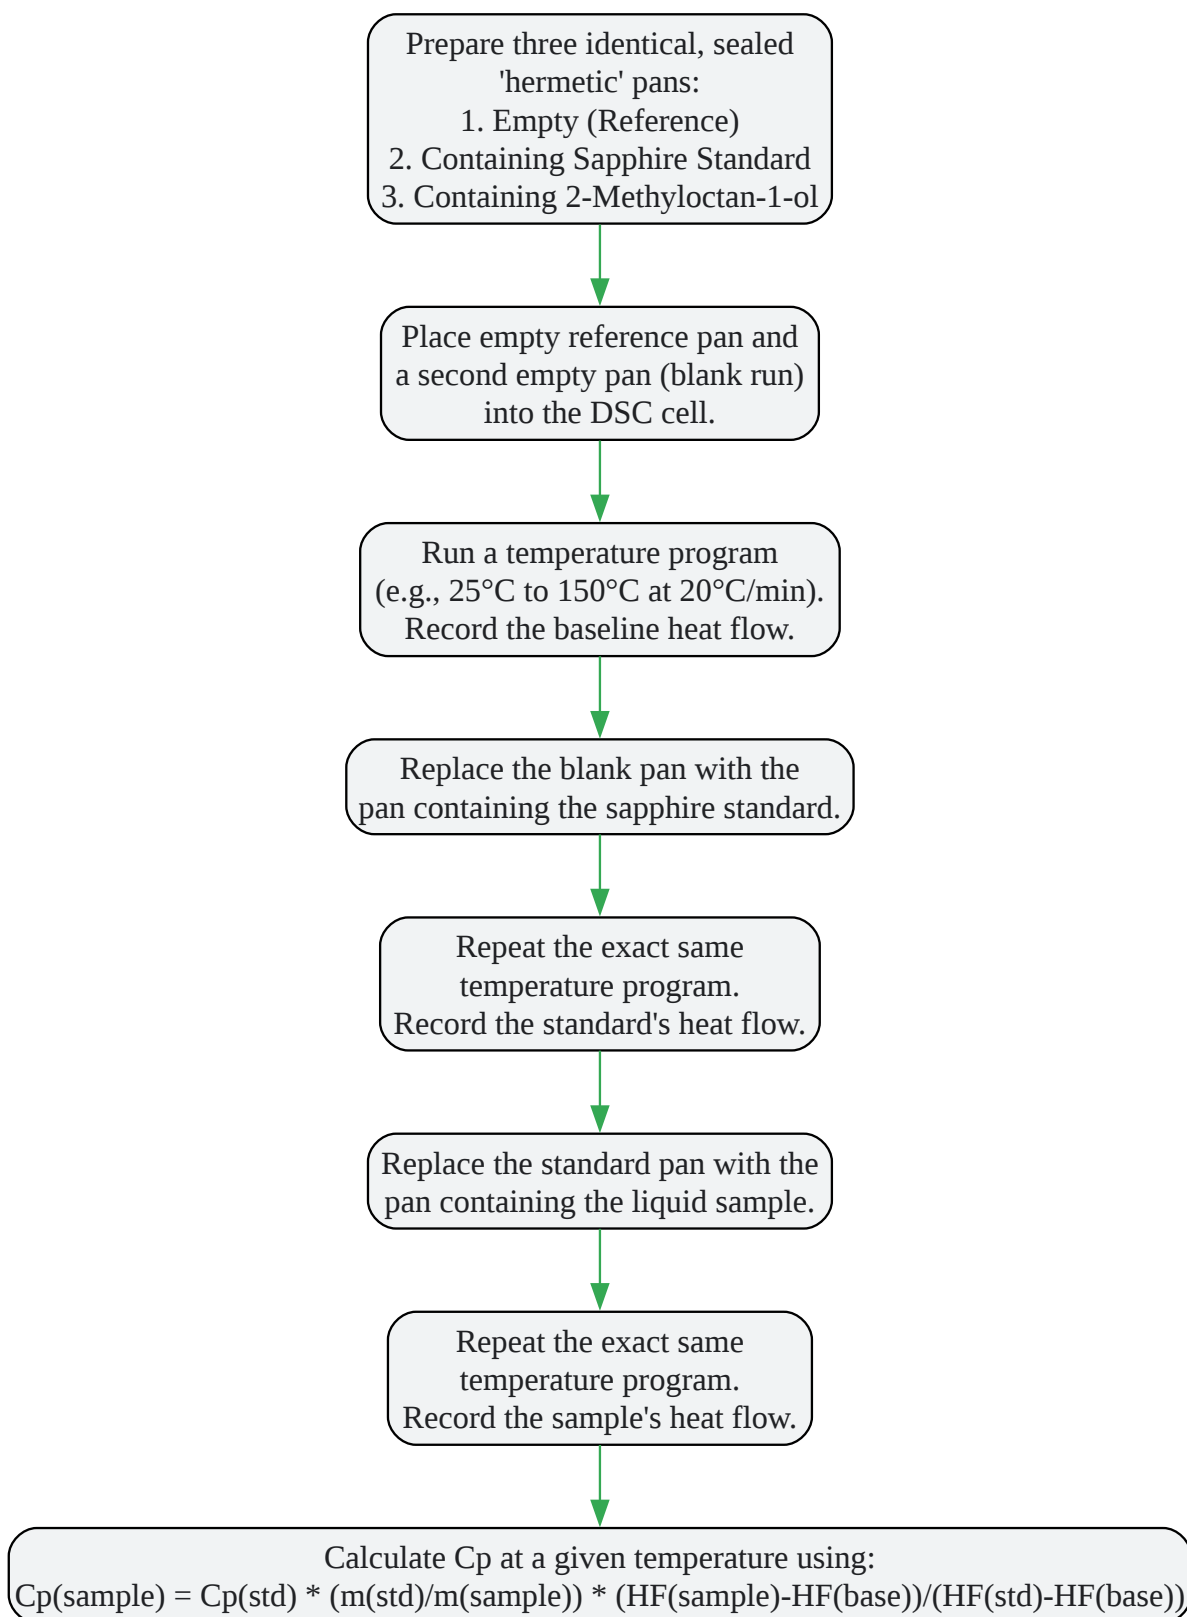 Prepare three identical, sealed
'hermetic' pans:
1. Empty (Reference)
2. Containing Sapphire Standard
3. Containing 2-Methyloctan-1-ol
Place empty reference pan and
a second empty pan (blank run)
into the DSC cell.
Run a temperature program
(e.g., 25°C to 150°C at 20°C/min).
Record the baseline heat flow.
Replace the blank pan with the
pan containing the sapphire standard.
Repeat the exact same
temperature program.
Record the standard's heat flow.
Replace the standard pan with the
pan containing the liquid sample.
Repeat the exact same
temperature program.
Record the sample's heat flow.
Calculate Cp at a given temperature using:
Cp(sample) = Cp(std) * (m(std)/m(sample)) * (HF(sample)-HF(base))/(HF(std)-HF(base))